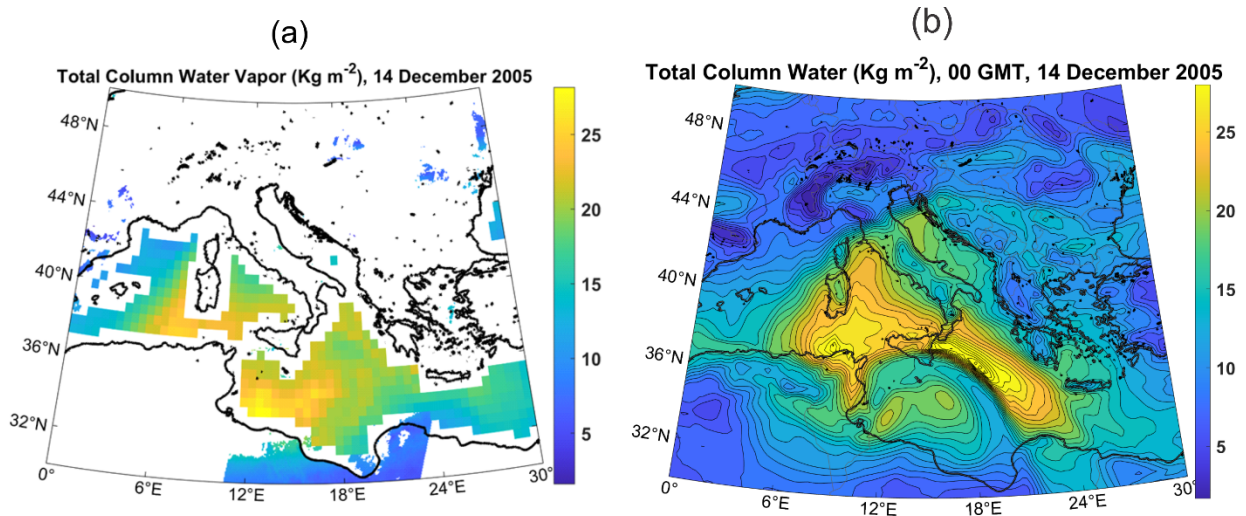 (a)
Total Column Water Vapor (Kg m⁻²), 14 December 2005
48°N
44°N
40°N
36°N
32°N
0°
6°E
12°E
18°E
24°E
30°E
25
20
15
10
5
(b)
Total Column Water (Kg m⁻²), 00 GMT, 14 December 2005
48°N
44°N
40°N
36°N
32°N
0°
6°E
12°E
18°E
24°E
30°E
25
20
15
10
5